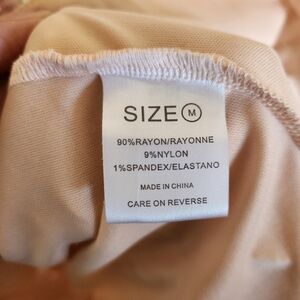 SIZE M
90%RAYON/RAYONNE
9%NYLON
1%SPANDEX/ELASTANO
MADE IN CHINA
CARE ON REVERSE